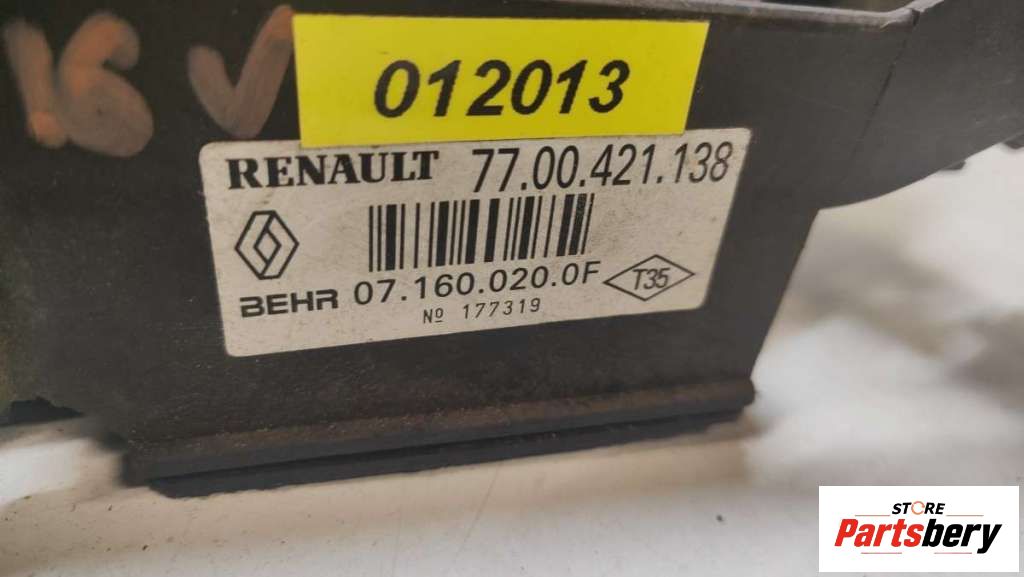 1.6 V
012013
RENAULT 77.00.421.138
BEHR 07.160.020.0F T35
Nº 177319
STORE
Partsbery